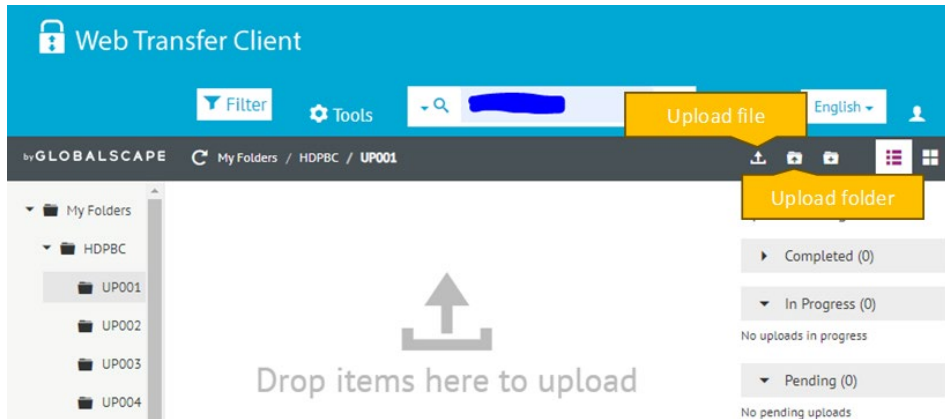 Web Transfer Client
Filter
Tools
Upload file
English
by GLOBALSCAPE
My Folders / HDPBC / UP001
Upload folder
My Folders
HDPBC
UP001
UP002
UP003
UP004
Drop items here to upload
Completed (0)
In Progress (0)
No uploads in progress
Pending (0)
No pending uploads